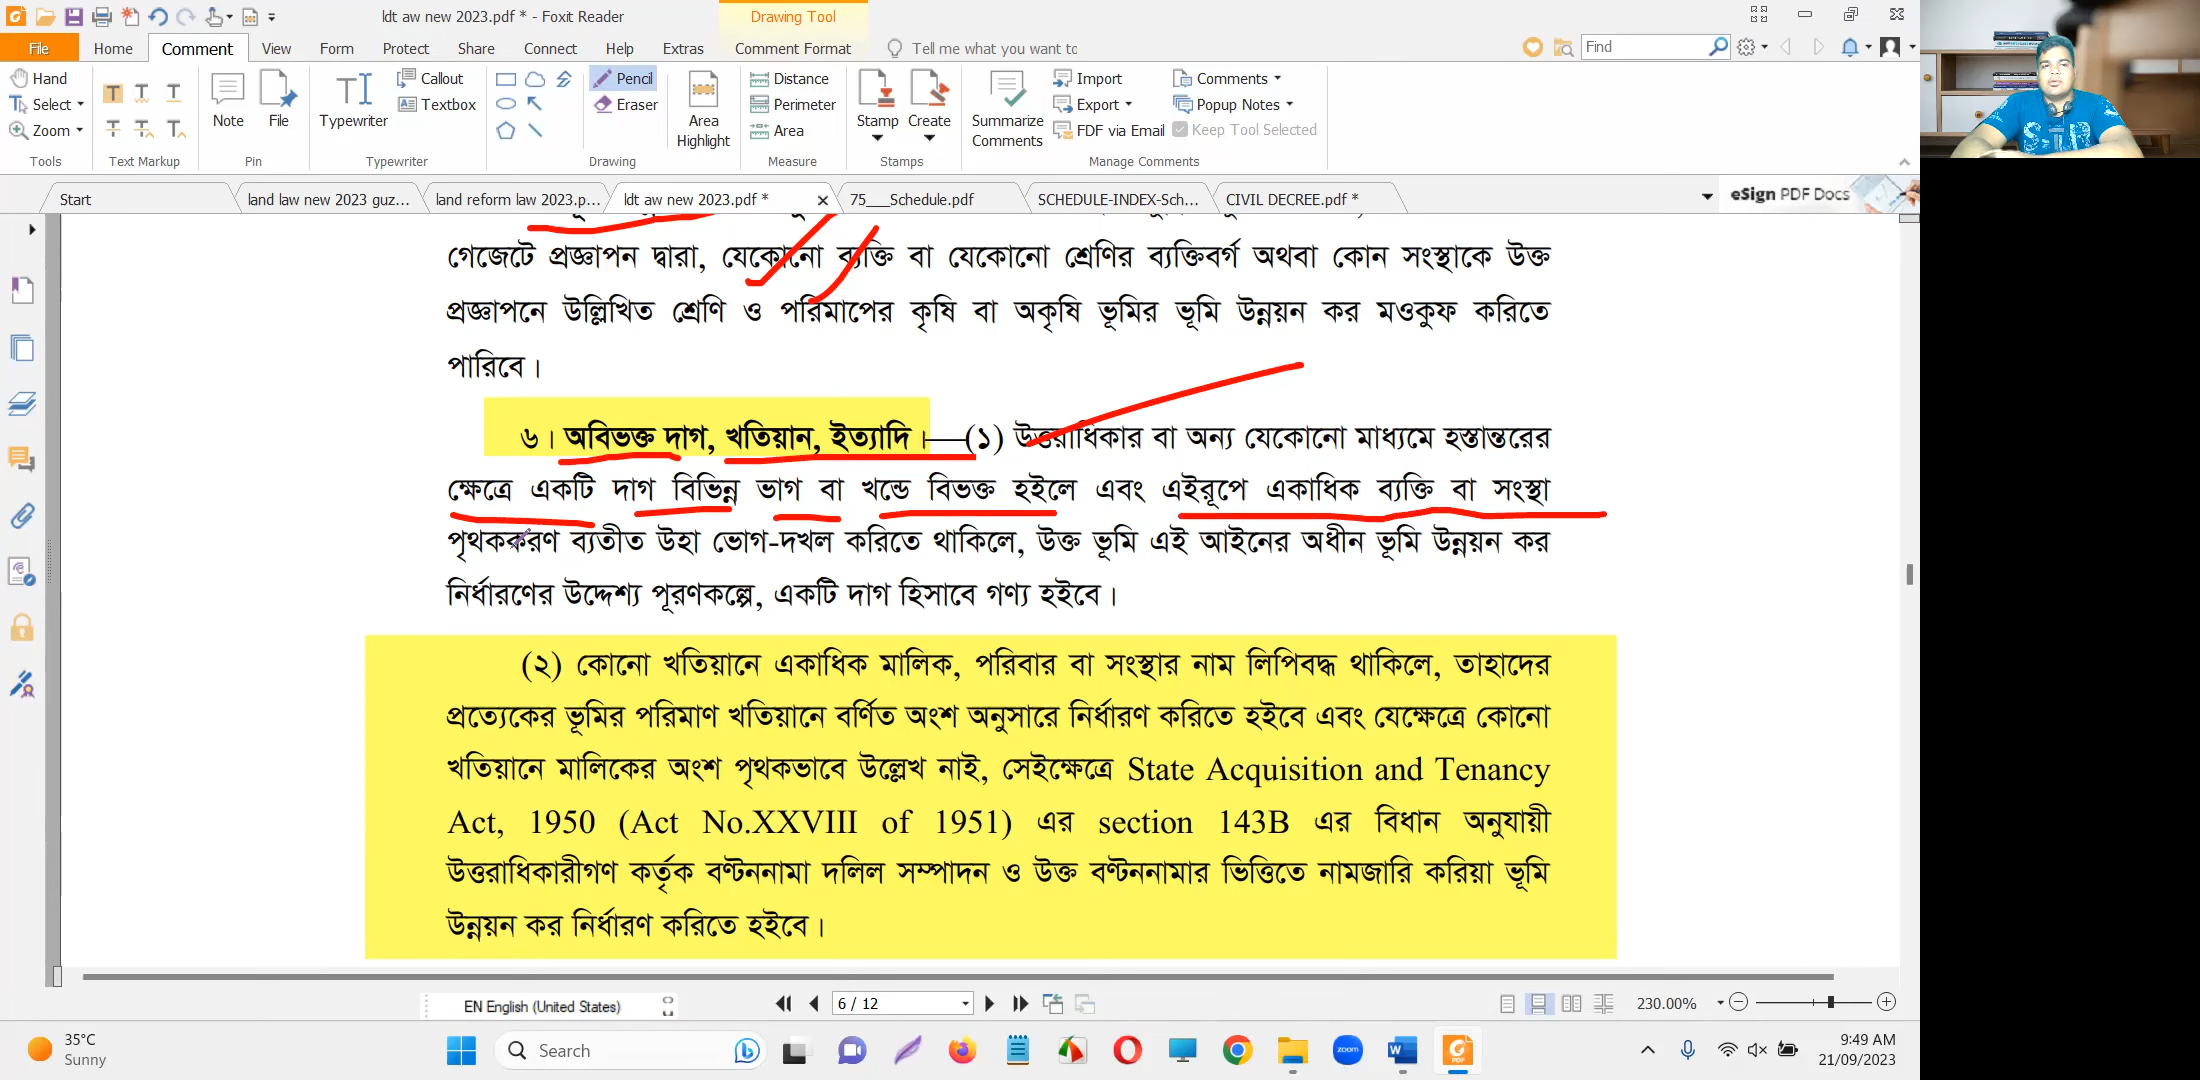 ldt aw new 2023.pdf * - Foxit Reader
Drawing Tool
File Home Comment View Form Protect Share Connect Help Extras Comment Format Tell me what you want to
Find
Hand
Select
Zoom
Tools
Text Markup
Note
File
Pin
Typewriter
Callout
Textbox
Typewriter
Pencil
Eraser
Drawing
Area
Highlight
Distance
Perimeter
Area
Measure
Stamp
Create
Stamps
Summarize
Comments
Import
Export
FDF via Email
Comments
Popup Notes
Keep Tool Selected
Manage Comments
Start
land law new 2023 guz...
land reform law 2023.p...
ldt aw new 2023.pdf *
75___Schedule.pdf
SCHEDULE-INDEX-Sch...
CIVIL DECREE.pdf *
eSign PDF Docs
গেজেটে প্রজ্ঞাপন দ্বারা, যেকোনো ব্যক্তি বা যেকোনো শ্রেণির ব্যক্তিবর্গ অথবা কোন সংস্থাকে উক্ত
প্রজ্ঞাপনে উল্লিখিত শ্রেণি ও পরিমাপের কৃষি বা অকৃষি ভূমির ভূমি উন্নয়ন কর মওকুফ করিতে
পারিবে।
৬। অবিভক্ত দাগ, খতিয়ান, ইত্যাদি।—(১) উত্তরাধিকার বা অন্য যেকোনো মাধ্যমে হস্তান্তরের
ক্ষেত্রে একটি দাগ বিভিন্ন ভাগ বা খন্ডে বিভক্ত হইলে এবং এইরূপে একাধিক ব্যক্তি বা সংস্থা
পৃথককরণ ব্যতীত উহা ভোগ-দখল করিতে থাকিলে, উক্ত ভূমি এই আইনের অধীন ভূমি উন্নয়ন কর
নির্ধারণের উদ্দেশ্য পূরণকল্পে, একটি দাগ হিসাবে গণ্য হইবে।
(২) কোনো খতিয়ানে একাধিক মালিক, পরিবার বা সংস্থার নাম লিপিবদ্ধ থাকিলে, তাহাদের
প্রত্যেকের ভূমির পরিমাণ খতিয়ানে বর্ণিত অংশ অনুসারে নির্ধারণ করিতে হইবে এবং যেক্ষেত্রে কোনো
খতিয়ানে মালিকের অংশ পৃথকভাবে উল্লেখ নাই, সেইক্ষেত্রে State Acquisition and Tenancy
Act, 1950 (Act No.XXVIII of 1951) এর section 143B এর বিধান অনুযায়ী
উত্তরাধিকারীগণ কর্তৃক বণ্টননামা দলিল সম্পাদন ও উক্ত বণ্টননামার ভিত্তিতে নামজারি করিয়া ভূমি
উন্নয়ন কর নির্ধারণ করিতে হইবে।
EN English (United States)
6 / 12
230.00%
35°C
Sunny
Search
zoom
9:49 AM
21/09/2023